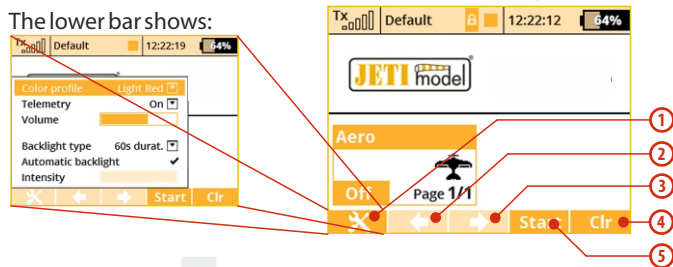 The lower bar shows:
Tx Default 12:22:19 64%
Color profile Light Red
Telemetry On
Volume
Backlight type 60s durat.
Automatic backlight
Intensity
Start Clr
Tx Default 12:22:12 64%
JETI model
Aero
Off Page 1/1
Start Clr
1
2
3
4
5